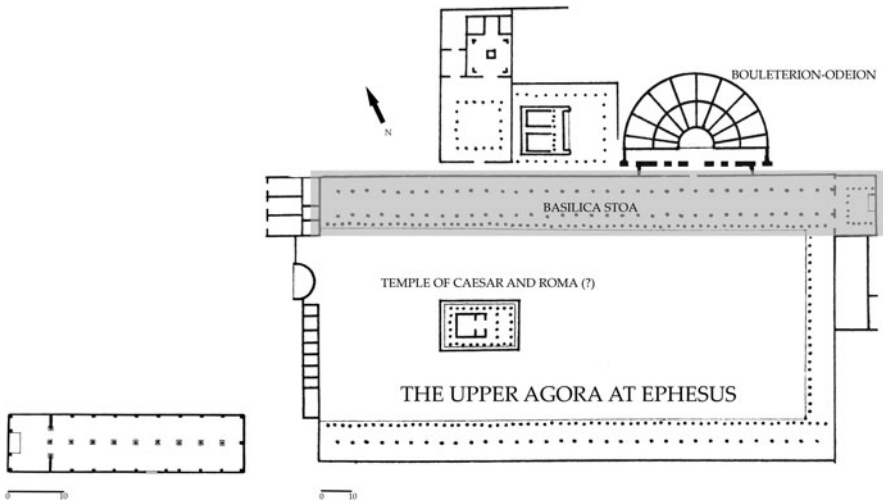 BOULETERION-ODEION
N
BASILICA STOA
TEMPLE OF CAESAR AND ROMA (?)
THE UPPER AGORA AT EPHESUS
0 10
0 10